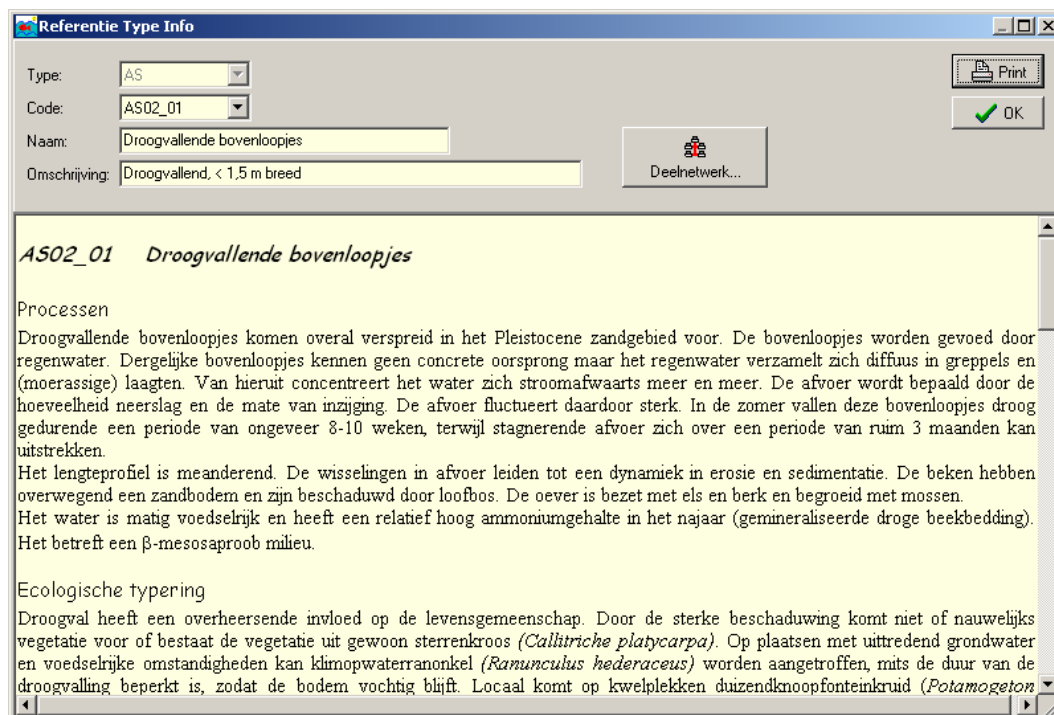 Referentie Type Info
Type: AS
Print
Code: AS02_01
OK
Naam: Droogvallende bovenloopjes
Omschrijving: Droogvallend, < 1,5 m breed
Deelnetwerk...
AS02_01 Droogvallende bovenloopjes
Processen
Droogvallende bovenloopjes komen overal verspreid in het Pleistocene zandgebied voor. De bovenloopjes worden gevoed door
regenwater. Dergelijke bovenloopjes kennen geen concrete oorsprong maar het regenwater verzamelt zich diffuus in greppels en
(moerassige) laagten. Van hieruit concentreert het water zich stroomafwaarts meer en meer. De afvoer wordt bepaald door de
hoeveelheid neerslag en de mate van inzijging. De afvoer fluctueert daardoor sterk. In de zomer vallen deze bovenloopjes droog
gedurende een periode van ongeveer 8-10 weken, terwijl stagnerende afvoer zich over een periode van ruim 3 maanden kan
uitstrekken.
Het lengteprofiel is meanderend. De wisselingen in afvoer leiden tot een dynamiek in erosie en sedimentatie. De beken hebben
overwegend een zandbodem en zijn beschaduwd door loofbos. De oever is bezet met els en berk en begroeid met mossen.
Het water is matig voedselrijk en heeft een relatief hoog ammoniumgehalte in het najaar (gemineraliseerde droge beekbedding).
Het betreft een β-mesosaproob milieu.
Ecologische typering
Droogval heeft een overheersende invloed op de levensgemeenschap. Door de sterke beschaduwing komt niet of nauwelijks
vegetatie voor of bestaat de vegetatie uit gewoon sterrenkroos (Callitriche platycarpa). Op plaatsen met uittredend grondwater
en voedselrijke omstandigheden kan klimopwaterranonkel (Ranunculus hederaceus) worden aangetroffen, mits de duur van de
droogvalling beperkt is, zodat de bodem vochtig blijft. Locaal komt op kwelplekken duizendknoopfonteinkruid (Potamogeton